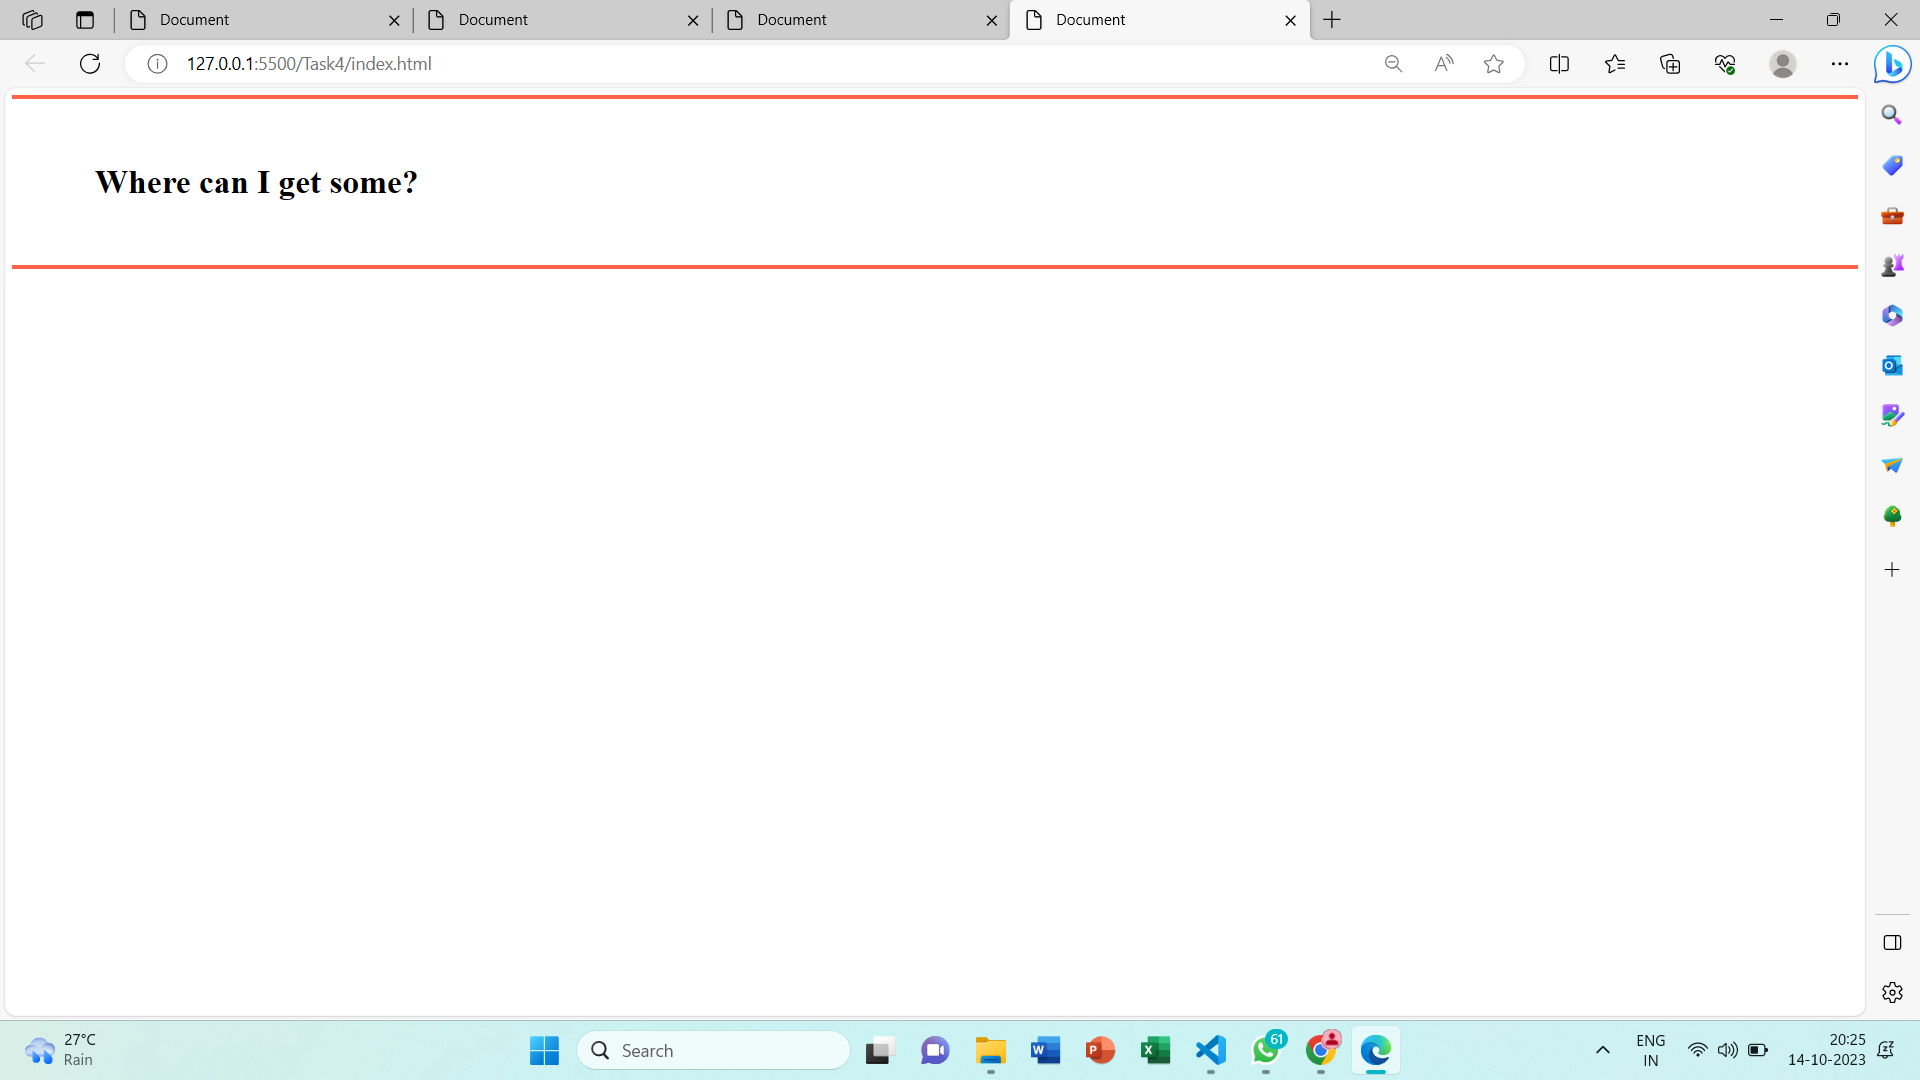 Document
Document
Document
Document
127.0.0.1:5500/Task4/index.html
Where can I get some?
27°C
Rain
Search
61
ENG
IN
20:25
14-10-2023